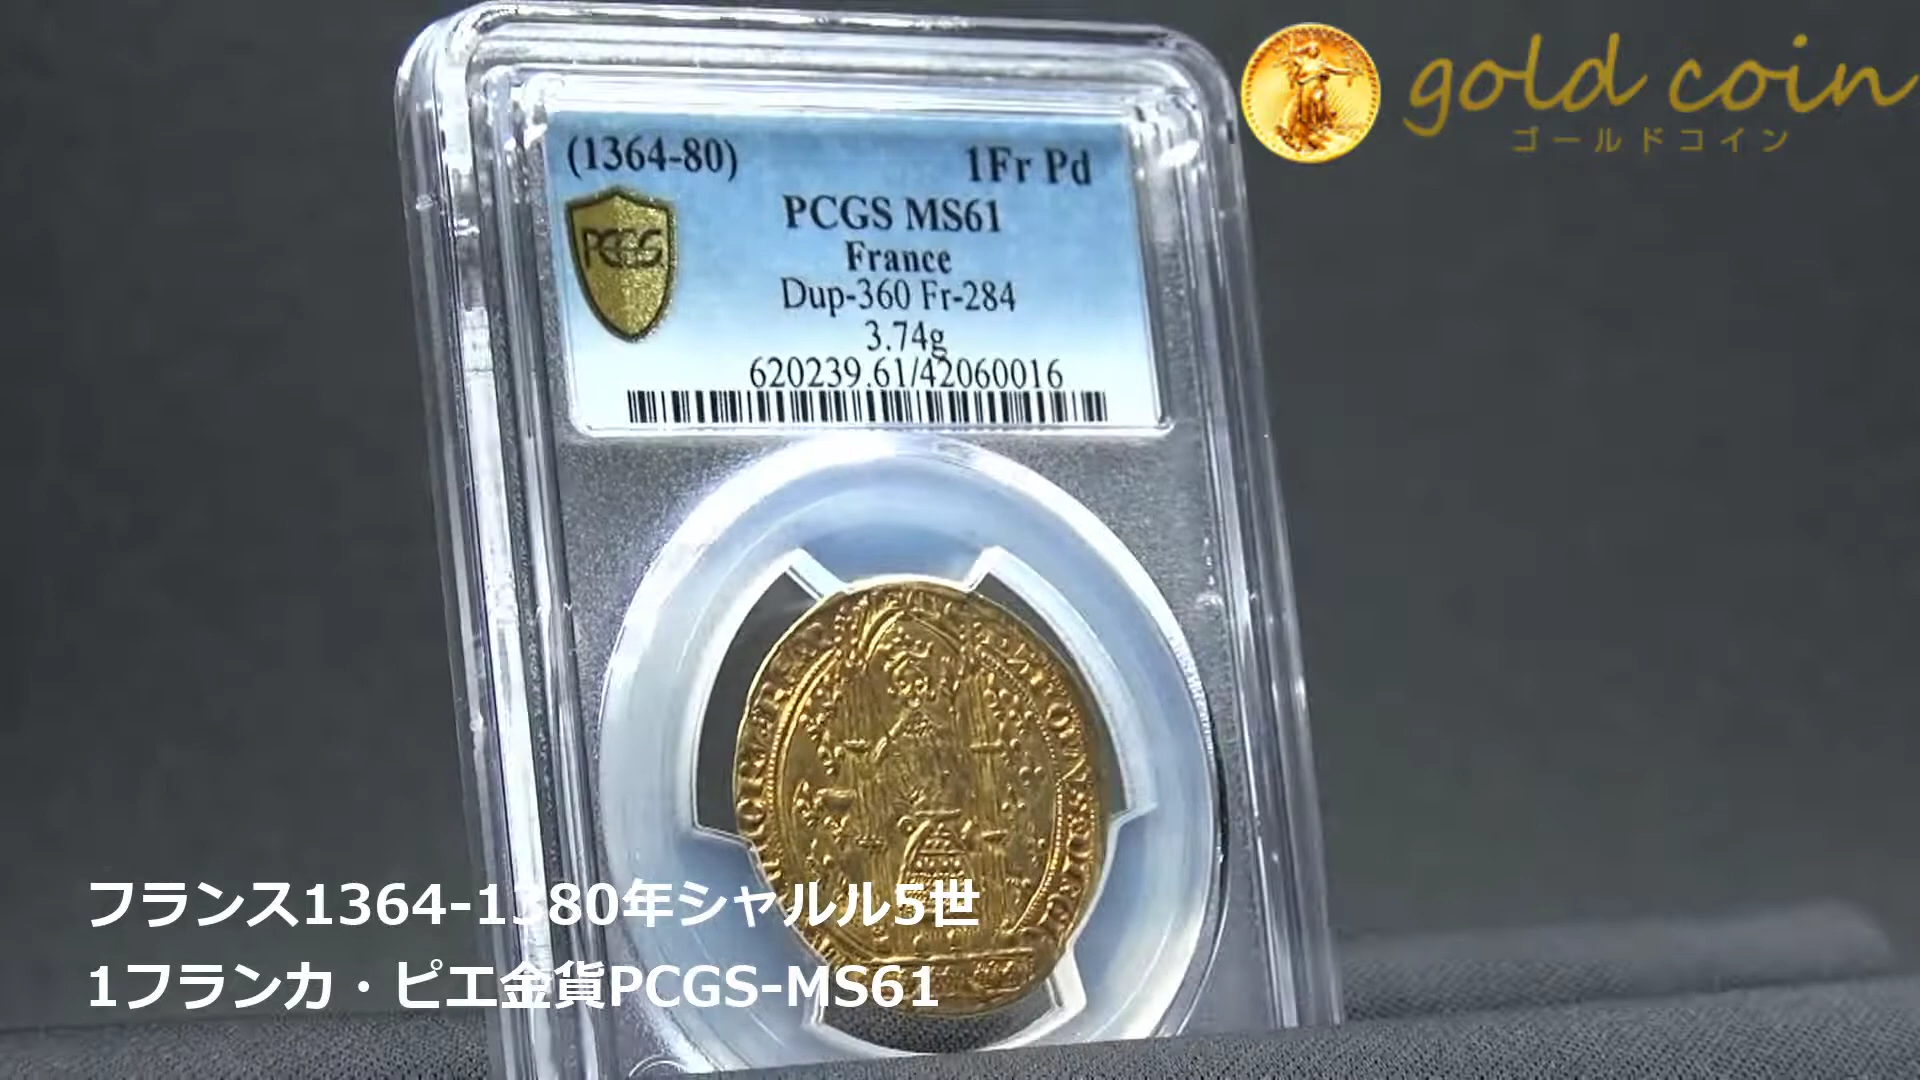 gold coin
ゴールドコイン
(1364-80) 1Fr Pd
PCGS MS61
PCGS
France
Dup-360 Fr-284
3.74g
620239.61/42060016
フランス1364-1380年シャルル5世
1フランカ・ピエ金貨PCGS-MS61